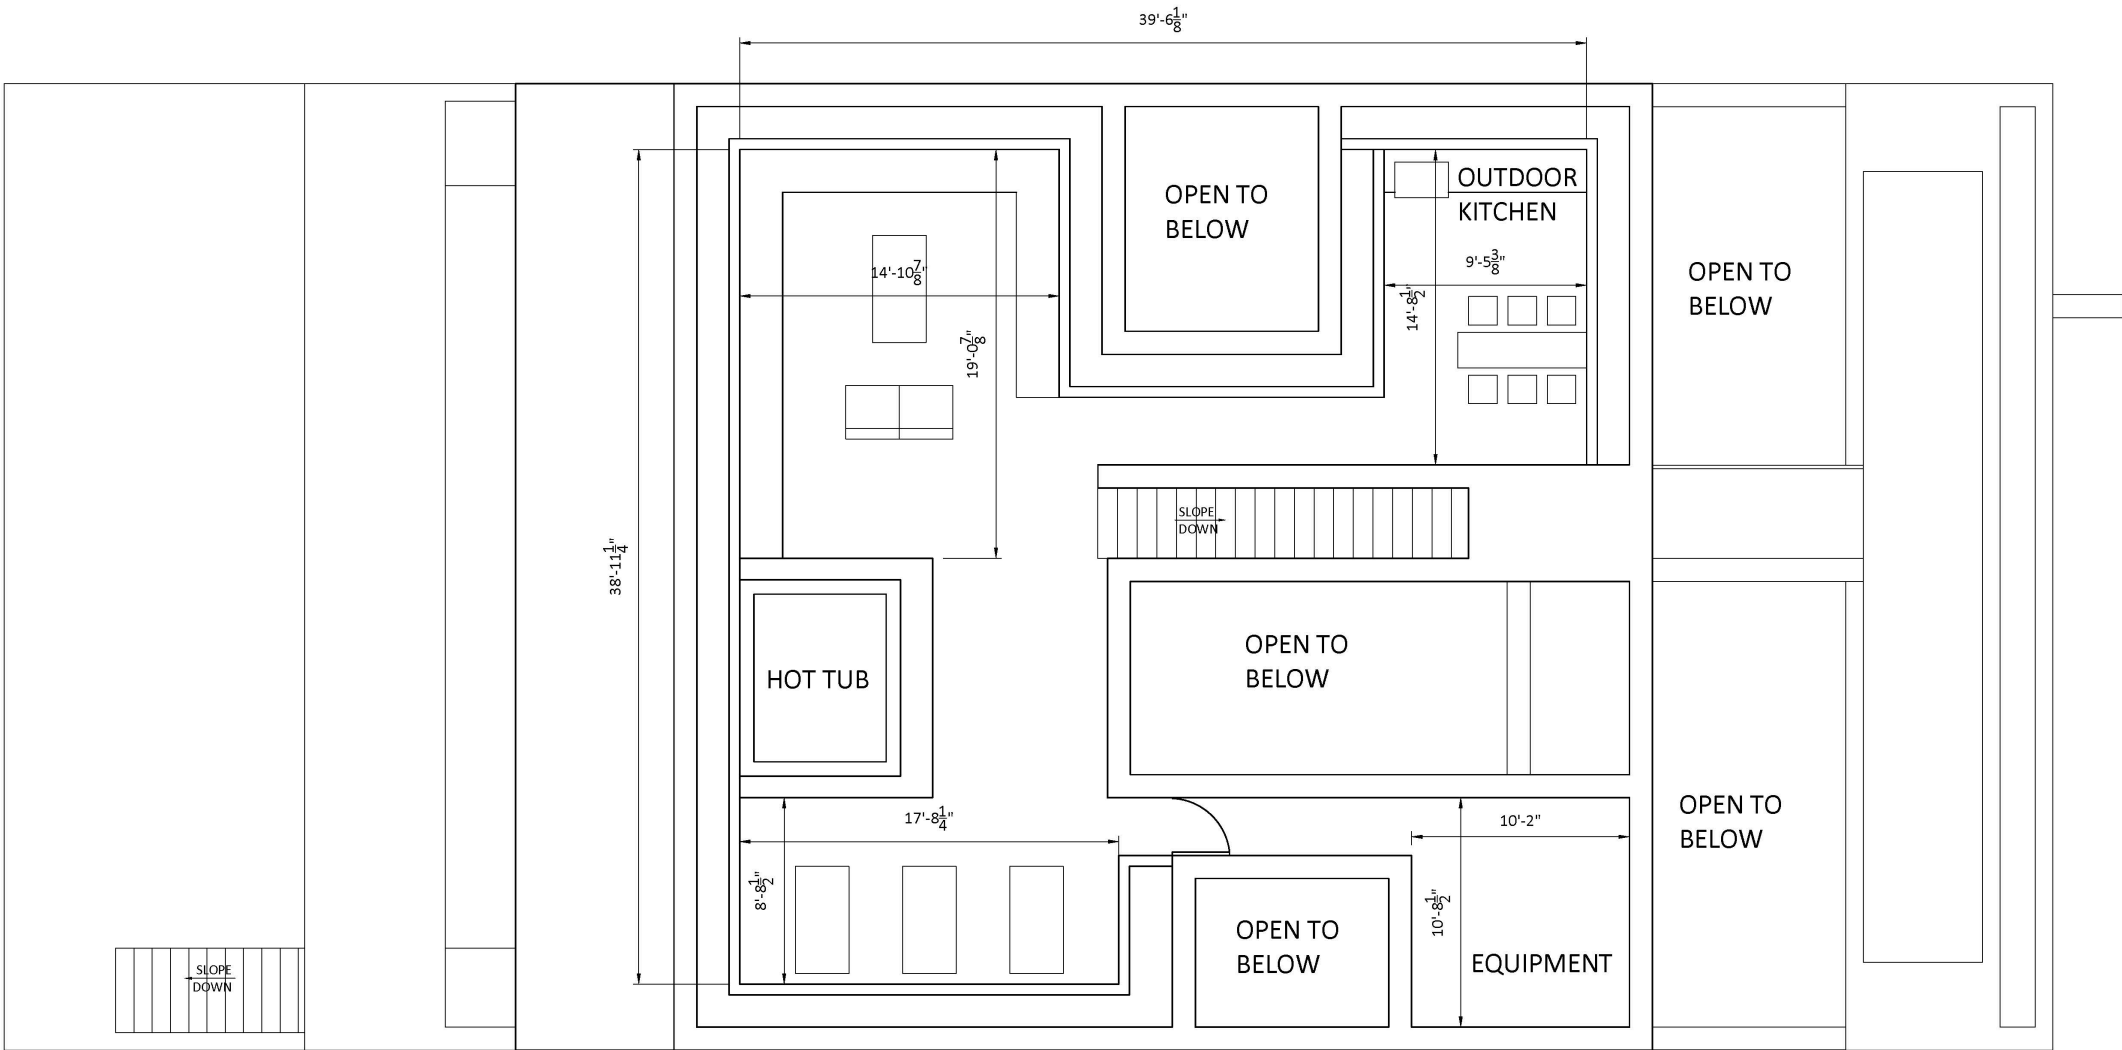 39'-6 1/8"
OPEN TO
BELOW
OUTDOOR
KITCHEN
14'-10 7/8"
9'-5 3/8"
14'-8 1/2"
19'-0 7/8"
OPEN TO
BELOW
SLOPE
DOWN
38'-11 1/4"
HOT TUB
OPEN TO
BELOW
17'-8 1/4"
10'-2"
OPEN TO
BELOW
8'-8 1/2"
10'-8 1/2"
OPEN TO
BELOW
EQUIPMENT
SLOPE
DOWN